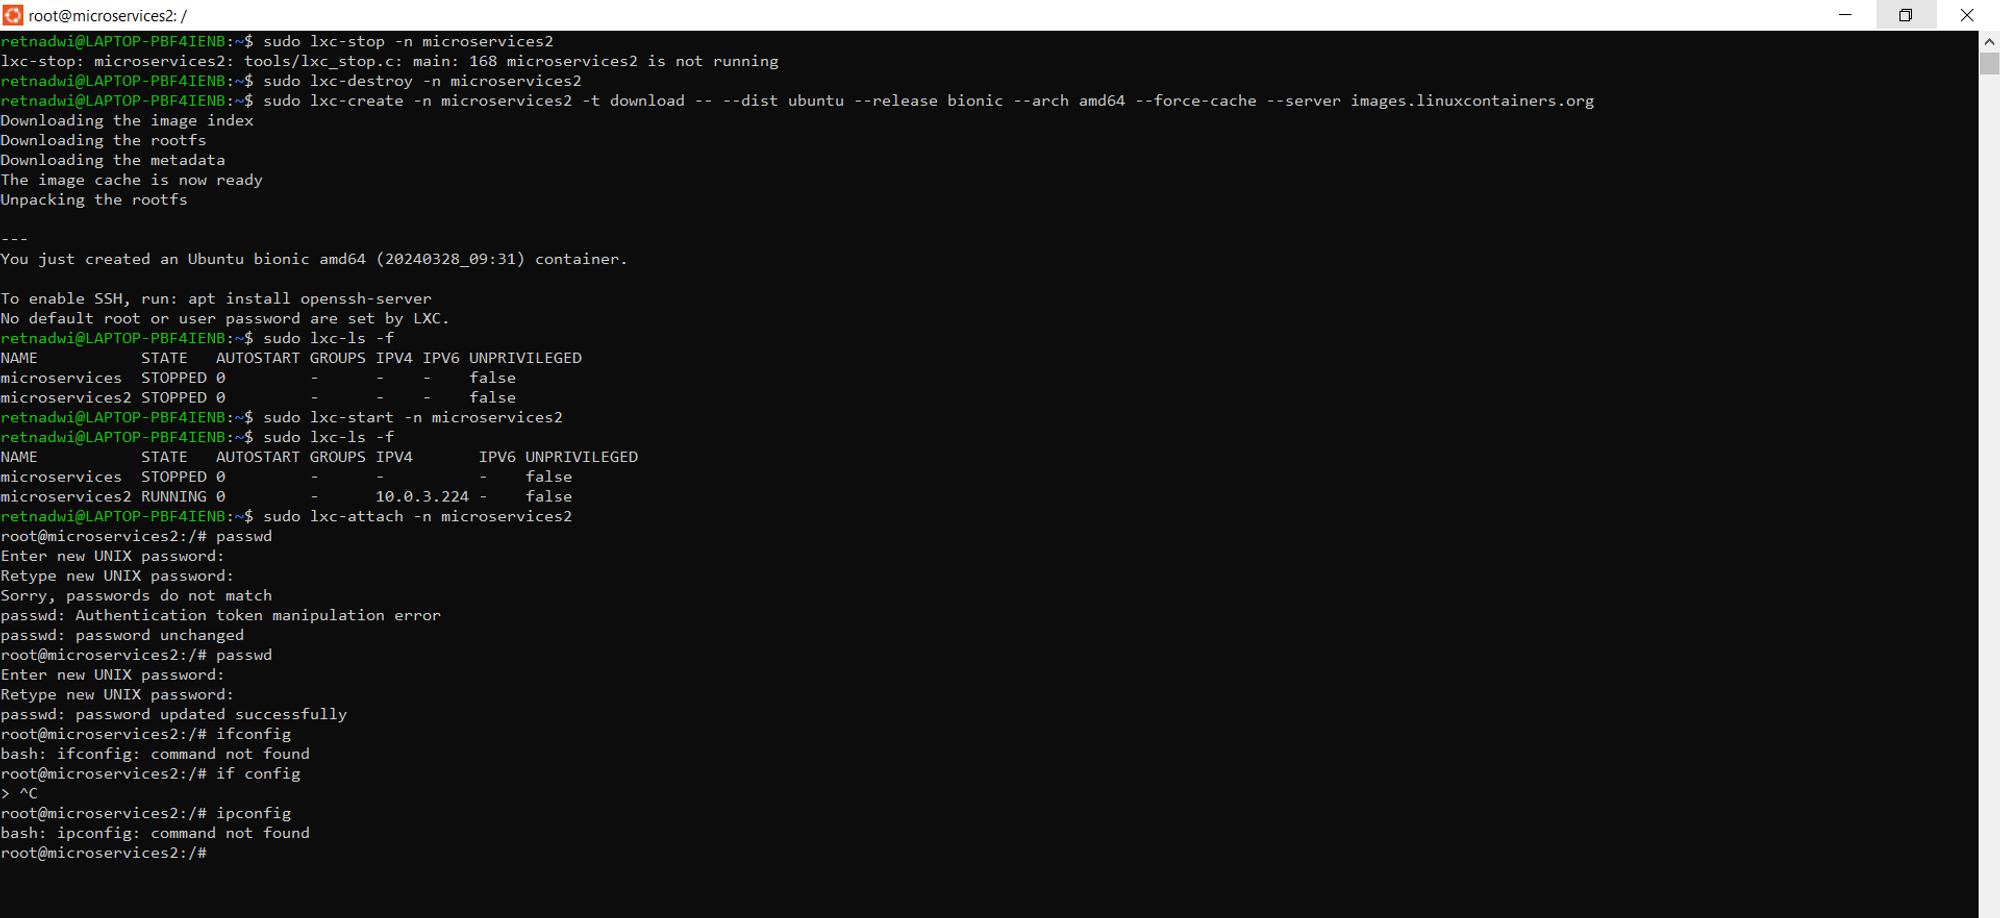 root@microservices2: /
retnadwi@LAPTOP-PBF4IENB:~$ sudo lxc-stop -n microservices2
lxc-stop: microservices2: tools/lxc_stop.c: main: 168 microservices2 is not running
retnadwi@LAPTOP-PBF4IENB:~$ sudo lxc-destroy -n microservices2
retnadwi@LAPTOP-PBF4IENB:~$ sudo lxc-create -n microservices2 -t download -- --dist ubuntu --release bionic --arch amd64 --force-cache --server images.linuxcontainers.org
Downloading the image index
Downloading the rootfs
Downloading the metadata
The image cache is now ready
Unpacking the rootfs
---
You just created an Ubuntu bionic amd64 (20240328_09:31) container.
To enable SSH, run: apt install openssh-server
No default root or user password are set by LXC.
retnadwi@LAPTOP-PBF4IENB:~$ sudo lxc-ls -f
NAME           STATE   AUTOSTART GROUPS IPV4 IPV6 UNPRIVILEGED
microservices  STOPPED 0         -      -    -    false
microservices2 STOPPED 0         -      -    -    false
retnadwi@LAPTOP-PBF4IENB:~$ sudo lxc-start -n microservices2
retnadwi@LAPTOP-PBF4IENB:~$ sudo lxc-ls -f
NAME           STATE   AUTOSTART GROUPS IPV4       IPV6 UNPRIVILEGED
microservices  STOPPED 0         -      -          -    false
microservices2 RUNNING 0         -      10.0.3.224 -    false
retnadwi@LAPTOP-PBF4IENB:~$ sudo lxc-attach -n microservices2
root@microservices2:/# passwd
Enter new UNIX password:
Retype new UNIX password:
Sorry, passwords do not match
passwd: Authentication token manipulation error
passwd: password unchanged
root@microservices2:/# passwd
Enter new UNIX password:
Retype new UNIX password:
passwd: password updated successfully
root@microservices2:/# ifconfig
bash: ifconfig: command not found
root@microservices2:/# if config
> ^C
root@microservices2:/# ipconfig
bash: ipconfig: command not found
root@microservices2:/#